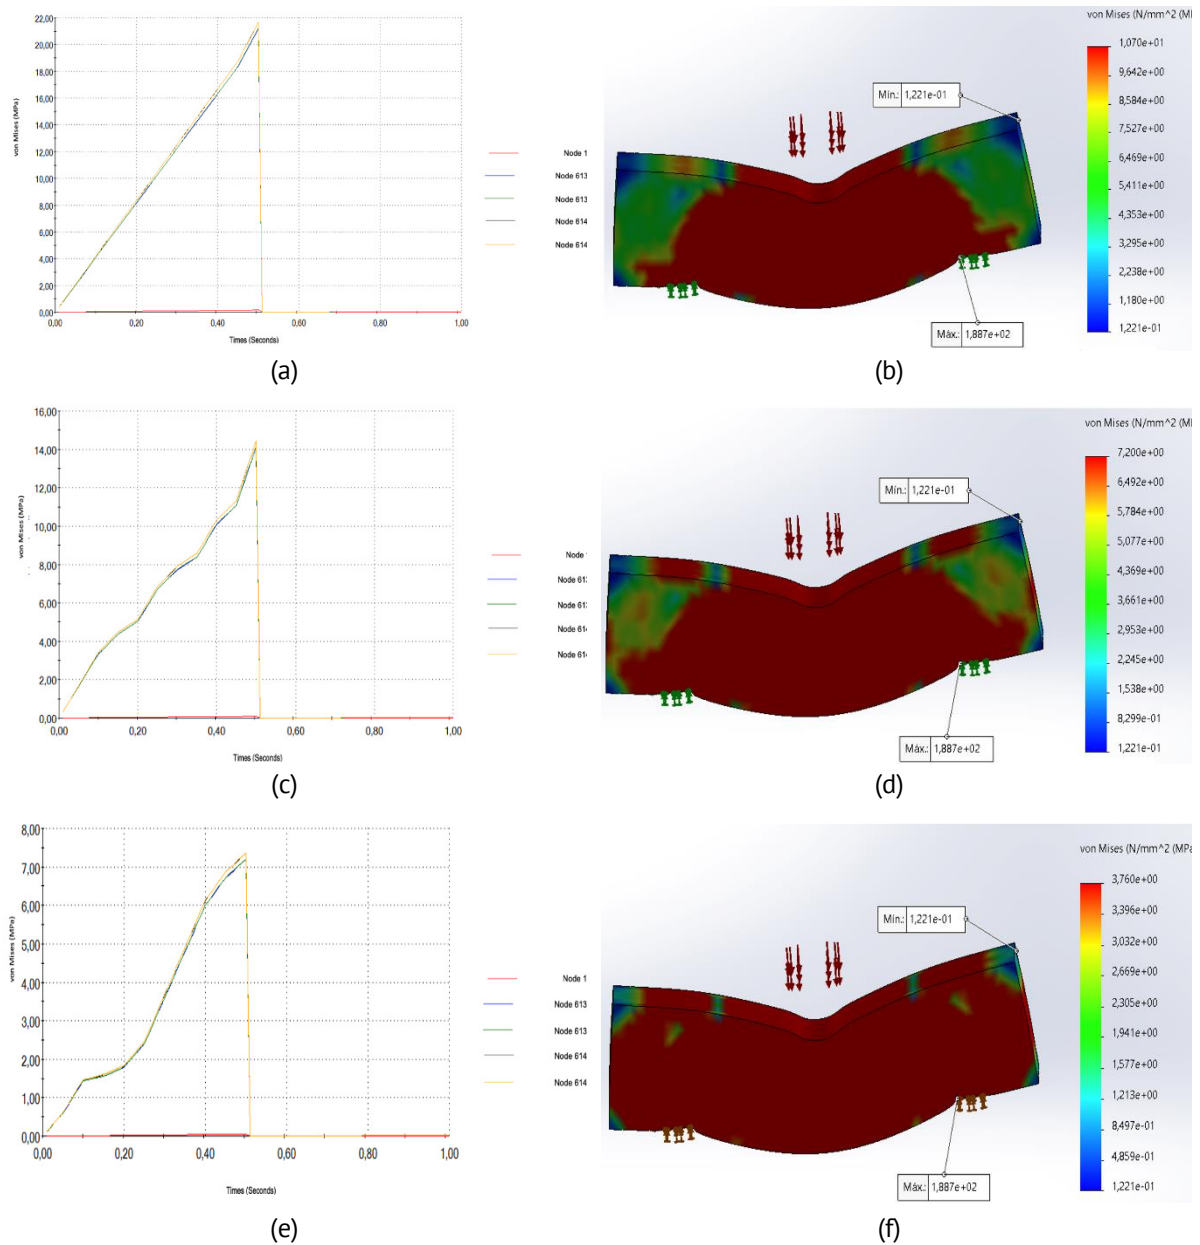 22,00
20,00
18,00
16,00
14,00
12,00
10,00
8,00
6,00
4,00
2,00
0,00
von Mises (MPa)
0,00 0,20 0,40 0,60 0,80 1,00
Times (Seconds)
Node 1
Node 613
Node 613
Node 614
Node 614
(a)
von Mises (N/mm^2 (M
Mín.: 1,221e-01
Máx.: 1,887e+02
1,070e+01
9,642e+00
8,584e+00
7,527e+00
6,469e+00
5,411e+00
4,353e+00
3,295e+00
2,238e+00
1,180e+00
1,221e-01
(b)
16,00
14,00
12,00
10,00
8,00
6,00
4,00
2,00
0,00
von Mises (MPa)
0,00 0,20 0,40 0,60 0,80 1,00
Times (Seconds)
Node
Node 61
Node 61
Node 61
Node 61
(c)
von Mises (N/mm^2 (M
Mín.: 1,221e-01
Máx.: 1,887e+02
7,200e+00
6,492e+00
5,784e+00
5,077e+00
4,369e+00
3,661e+00
2,953e+00
2,245e+00
1,538e+00
8,299e-01
1,221e-01
(d)
8,00
7,00
6,00
5,00
4,00
3,00
2,00
1,00
0,00
von Mises (MPa)
0,00 0,20 0,40 0,60 0,80 1,00
Times (Seconds)
Node 1
Node 613
Node 613
Node 614
Node 614
(e)
von Mises (N/mm^2 (MPa
Mín.: 1,221e-01
Máx.: 1,887e+02
3,760e+00
3,396e+00
3,032e+00
2,669e+00
2,305e+00
1,941e+00
1,577e+00
1,213e+00
8,497e-01
4,859e-01
1,221e-01
(f)